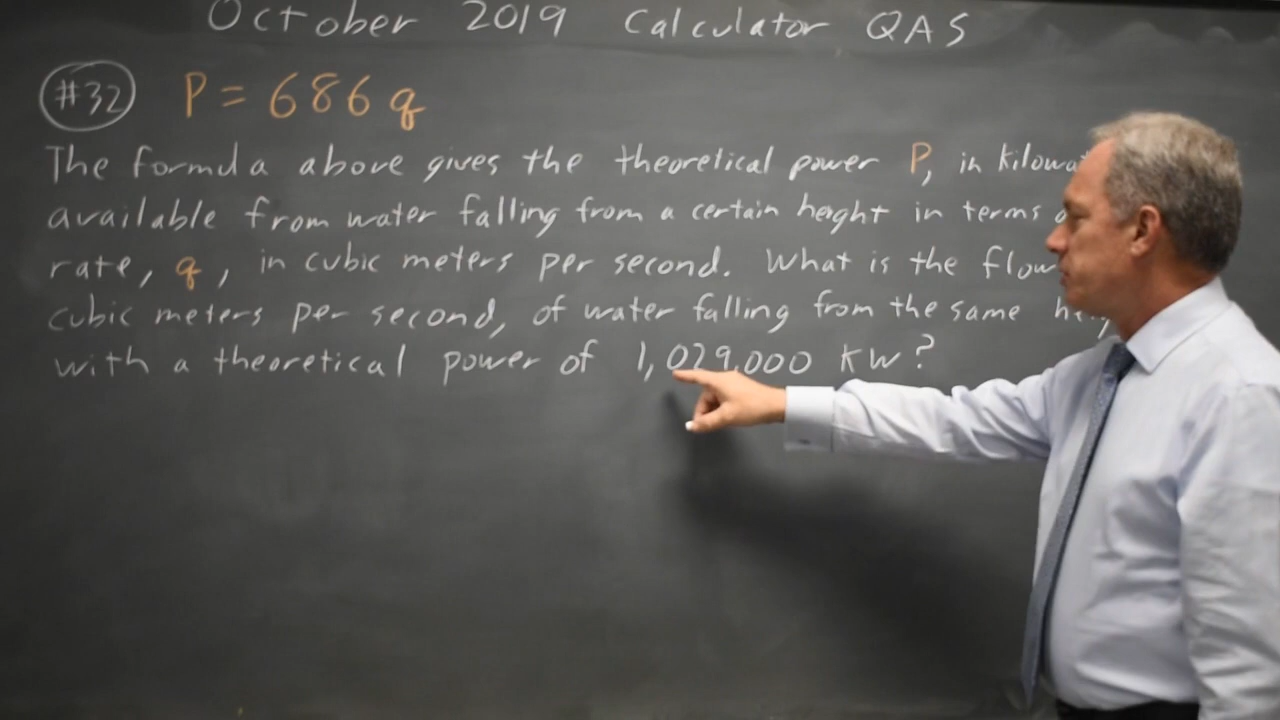 October 2019 Calculator QAS
#32 P = 686 q
The formula above gives the theoretical power P, in
available from water falling from a certain height in terms
rate, q, in cubic meters per second. What is the flow
cubic meters per second, of water falling from the same
with a theoretical power of 1,029,000 KW?